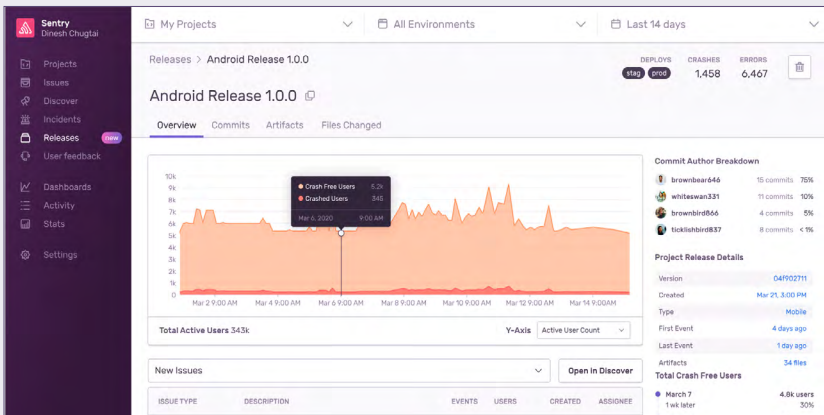 Sentry
Dinesh Chugtai
Projects
Issues
Discover
Incidents
Releases new
User feedback
Dashboards
Activity
Stats
Settings
My Projects
All Environments
Last 14 days
Releases > Android Release 1.0.0
DEPLOYS CRASHES ERRORS
stag prod 1,458 6,467
Android Release 1.0.0
Overview Commits Artifacts Files Changed
10k
9k
8k
7k
6k
5k
4k
3k
2k
1k
0
Crash Free Users 5.2k
Crashed Users 345
Mar 6, 2020 9:00 AM
Mar 2 9:00 AM Mar 4 9:00 AM Mar 6 9:00 AM Mar 8 9:00 AM Mar 10 9:00 AM Mar 12 9:00 AM Mar 14 9:00AM
Total Active Users 343k
Y-Axis Active User Count
New Issues
Open in Discover
ISSUE TYPE DESCRIPTION EVENTS USERS CREATED ASSIGNEE
Commit Author Breakdown
brownbear646 15 commits 75%
whiteswan331 11 commits 10%
brownbird866 4 commits 5%
ticklishbird837 8 commits < 1%
Project Release Details
Version 04f902711
Created Mar 21, 3:00 PM
Type Mobile
First Event 4 days ago
Last Event 1 day ago
Artifacts 34 files
Total Crash Free Users
March 7 4.8k users
1 wk later 30%